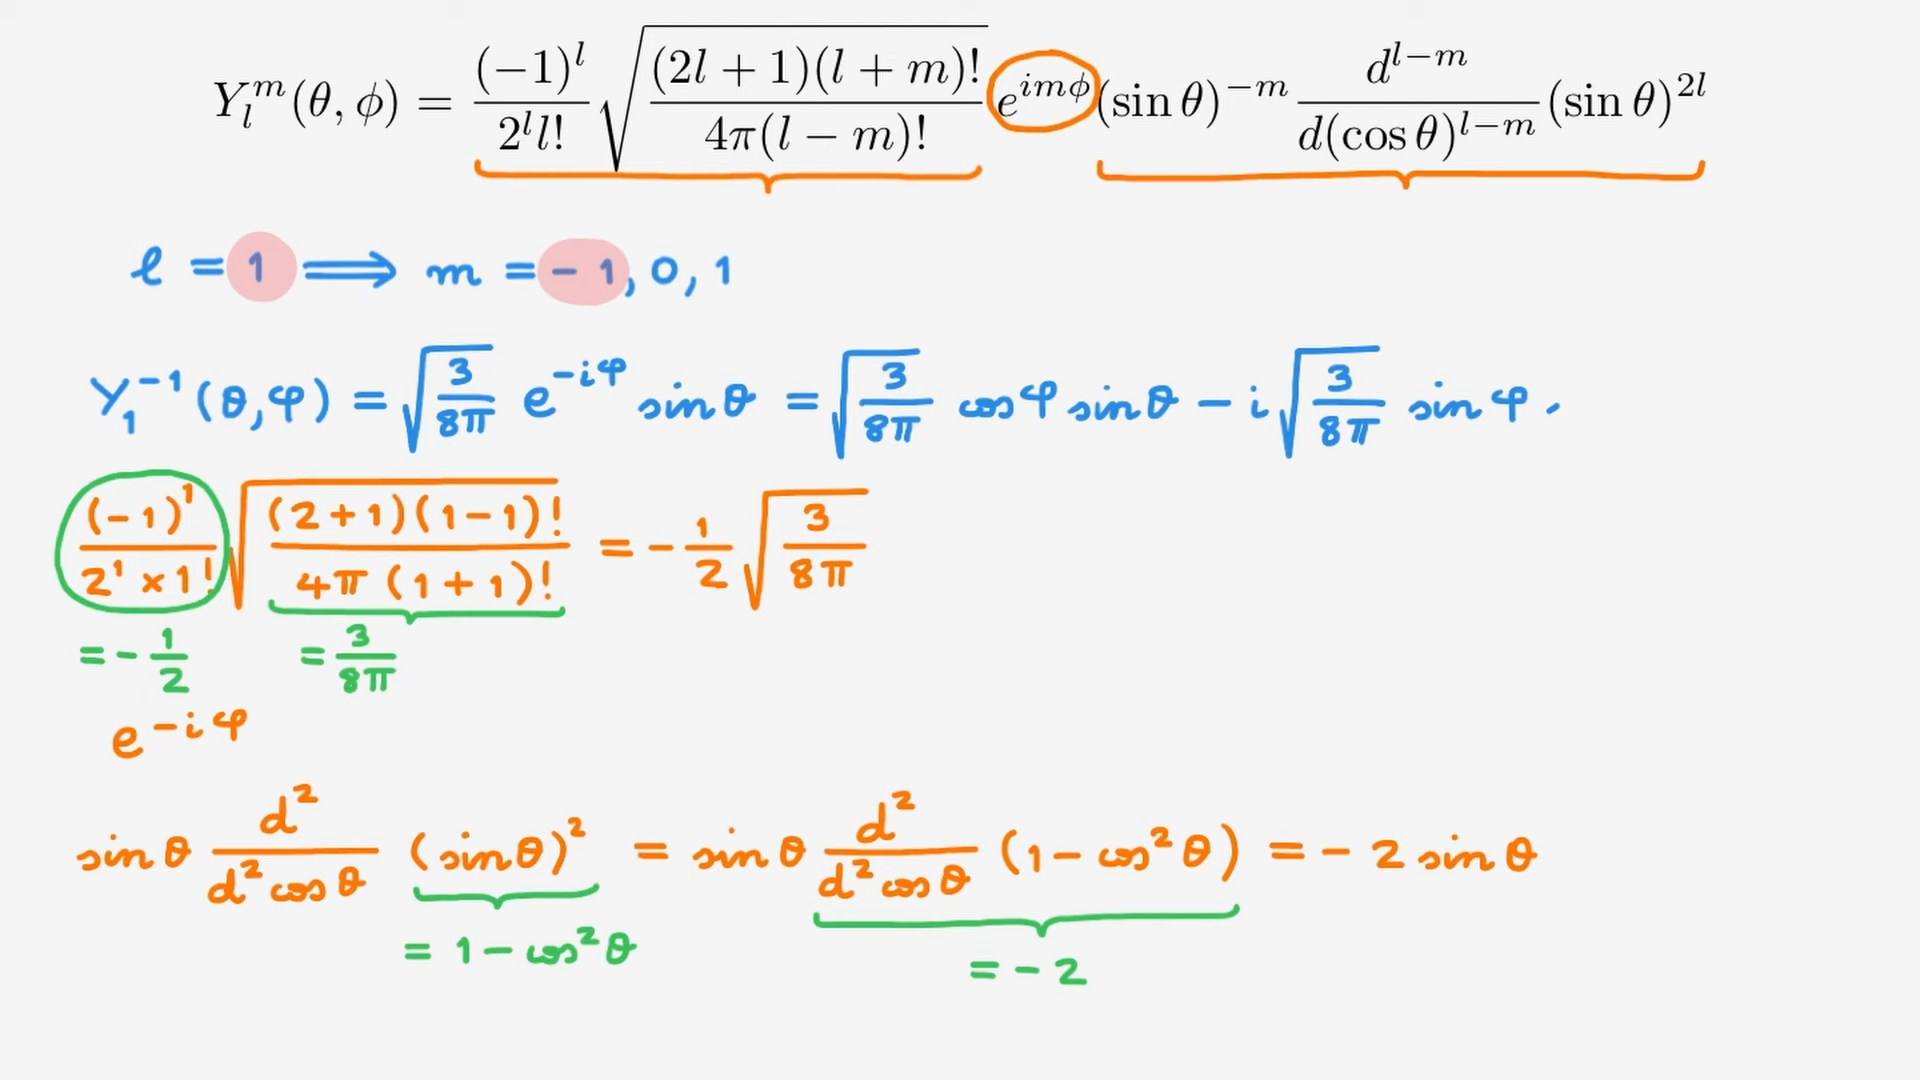 Y_l^m(θ, ϕ) = (-1)^l / (2^l l!) √((2l + 1)(l + m)! / (4π(l − m)!)) e^{imϕ} (sin θ)^{−m} d^{l−m} / d(cos θ)^{l−m} (sin θ)^{2l}
ℓ = 1 ⟹ m = − 1, 0, 1
Y_1^{−1}(θ,φ) = √(3/8π) e^{−iφ} sin θ = √(3/8π) cos φ sin θ − i √(3/8π) sin φ .
(−1)^1 / (2^1 × 1!) √((2+1)(1−1)! / (4π (1+1)!)) = − 1/2 √(3/8π)
= − 1/2 = 3/8π
e^{−iφ}
sin θ d^2 / d^2 cos θ (sin θ)^2 = sin θ d^2 / d^2 cos θ (1 − cos^2 θ) = − 2 sin θ
= 1 − cos^2 θ
= − 2